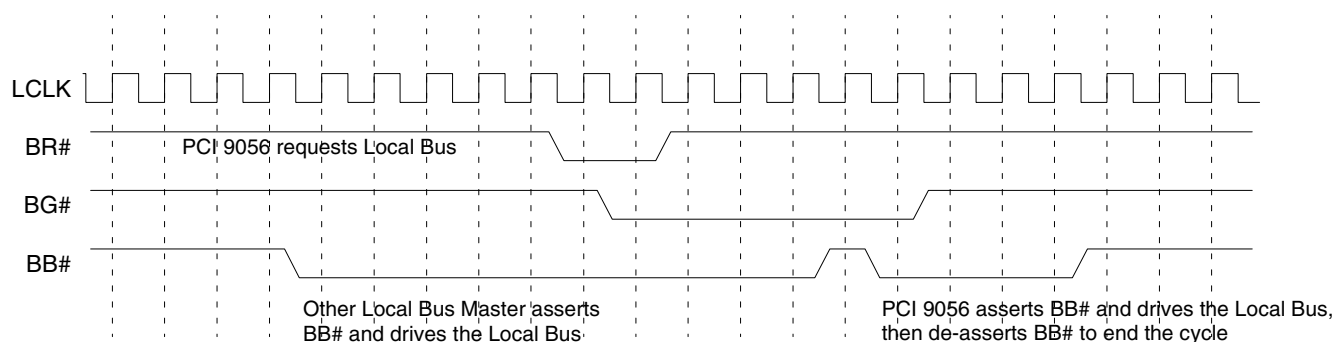 LCLK
BR#
PCI 9056 requests Local Bus
BG#
BB#
Other Local Bus Master asserts
BB# and drives the Local Bus
PCI 9056 asserts BB# and drives the Local Bus,
then de-asserts BB# to end the cycle